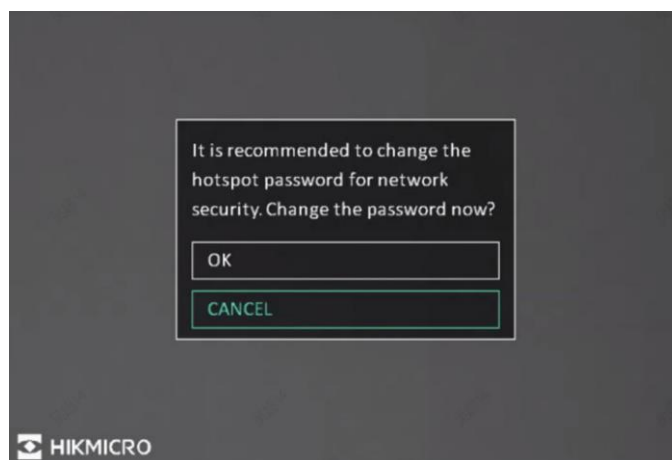 It is recommended to change the
hotspot password for network
security. Change the password now?
OK
CANCEL
HIKMICRO